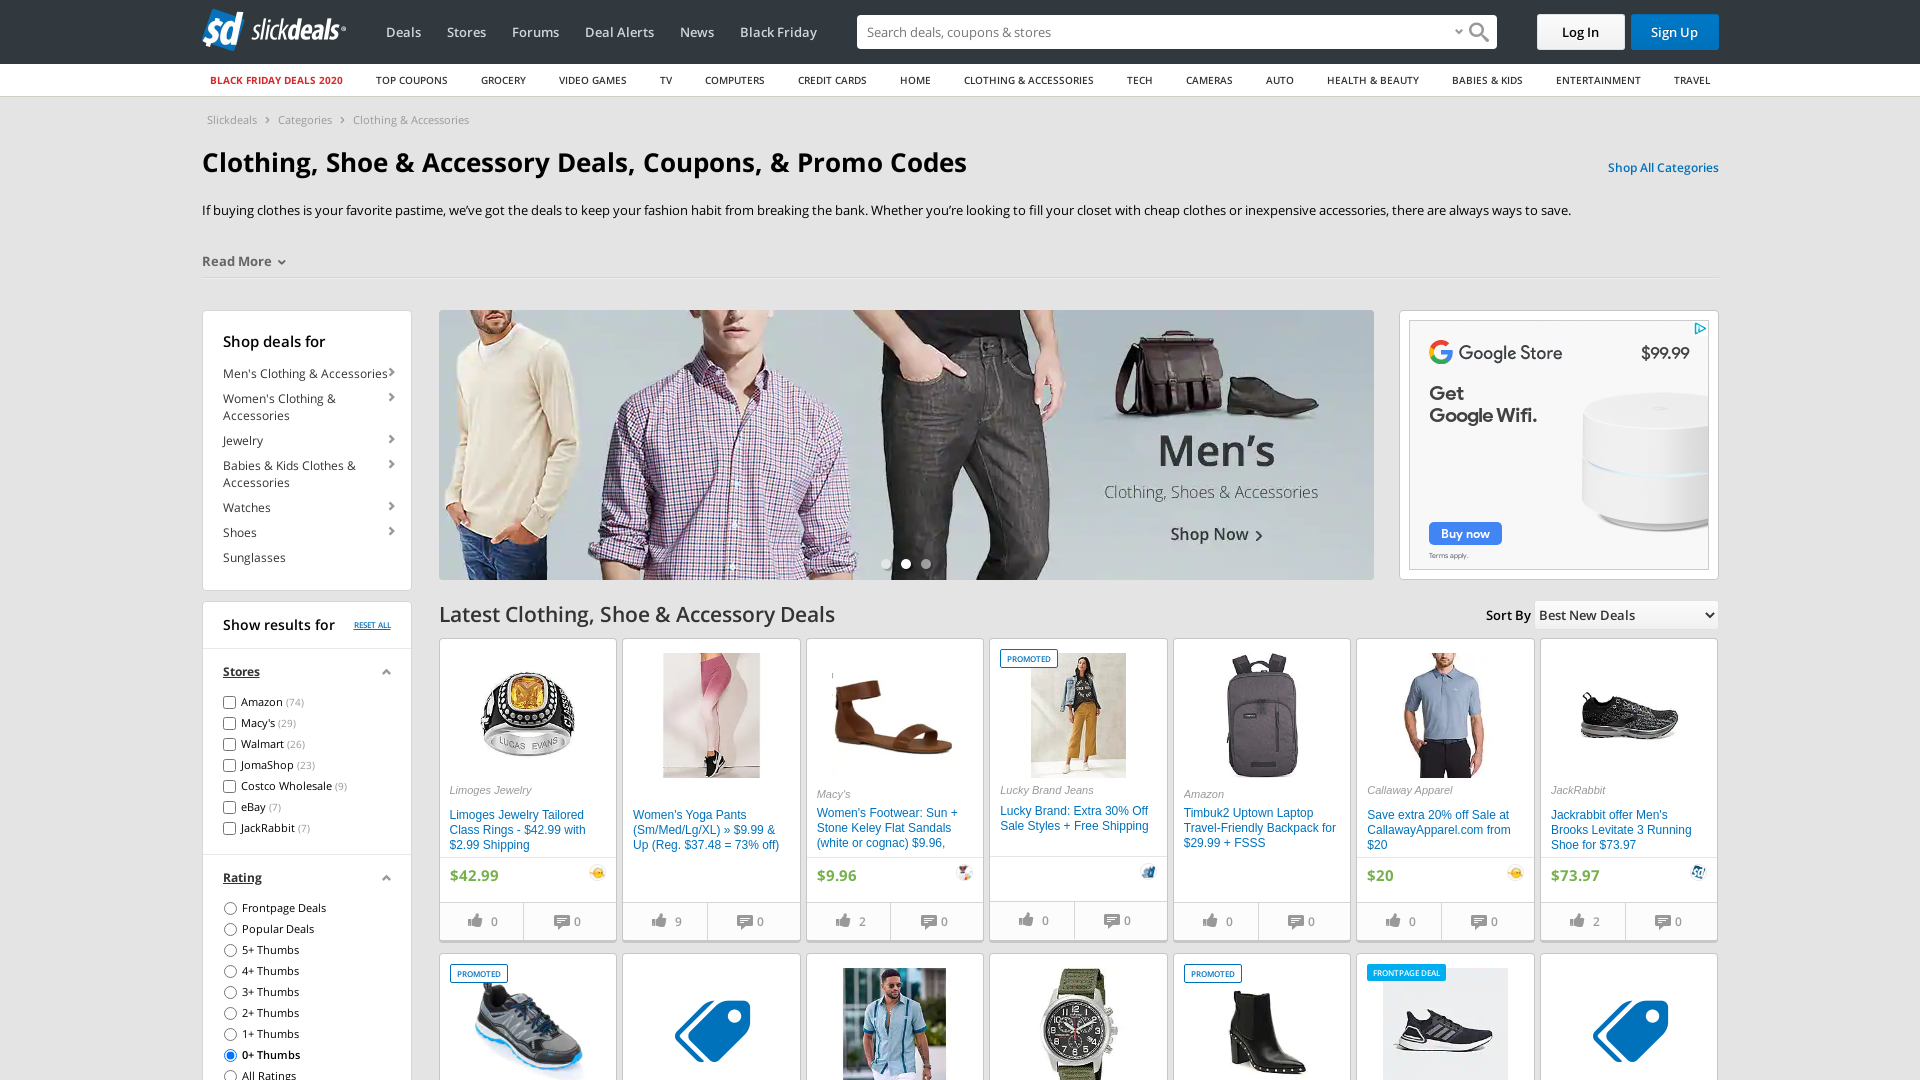 sd slickdeals
Deals
Stores
Forums
Deal Alerts
News
Black Friday
Search deals, coupons & stores
Log In
Sign Up
BLACK FRIDAY DEALS 2020
TOP COUPONS
GROCERY
VIDEO GAMES
TV
COMPUTERS
CREDIT CARDS
HOME
CLOTHING & ACCESSORIES
TECH
CAMERAS
AUTO
HEALTH & BEAUTY
BABIES & KIDS
ENTERTAINMENT
TRAVEL
Slickdeals > Categories > Clothing & Accessories
Clothing, Shoe & Accessory Deals, Coupons, & Promo Codes
Shop All Categories
If buying clothes is your favorite pastime, we’ve got the deals to keep your fashion habit from breaking the bank. Whether you’re looking to fill your closet with cheap clothes or inexpensive accessories, there are always ways to save.
Read More
Shop deals for
Men's Clothing & Accessories
Women's Clothing &
Accessories
Jewelry
Babies & Kids Clothes &
Accessories
Watches
Shoes
Sunglasses
Men’s
Clothing, Shoes & Accessories
Shop Now >
Google Store
$99.99
Get
Google Wifi.
Buy now
Terms apply.
Show results for
RESET ALL
Stores
Amazon (74)
Macy's (29)
Walmart (26)
JomaShop (23)
Costco Wholesale (9)
eBay (7)
JackRabbit (7)
Rating
Frontpage Deals
Popular Deals
5+ Thumbs
4+ Thumbs
3+ Thumbs
2+ Thumbs
1+ Thumbs
0+ Thumbs
All Ratings
Latest Clothing, Shoe & Accessory Deals
Sort By
Best New Deals
LUCAS EVANS
Limoges Jewelry
Limoges Jewelry Tailored
Class Rings - $42.99 with
$2.99 Shipping
$42.99
0
0
Women's Yoga Pants
(Sm/Med/Lg/XL) » $9.99 &
Up (Reg. $37.48 = 73% off)
9
0
Macy's
Women's Footwear: Sun +
Stone Keley Flat Sandals
(white or cognac) $9.96,
$9.96
2
0
PROMOTED
Lucky Brand Jeans
Lucky Brand: Extra 30% Off
Sale Styles + Free Shipping
0
0
Amazon
Timbuk2 Uptown Laptop
Travel-Friendly Backpack for
$29.99 + FSSS
0
0
Callaway Apparel
Save extra 20% off Sale at
CallawayApparel.com from
$20
$20
0
0
JackRabbit
Jackrabbit offer Men's
Brooks Levitate 3 Running
Shoe for $73.97
$73.97
sd
2
0
PROMOTED
PROMOTED
FRONTPAGE DEAL